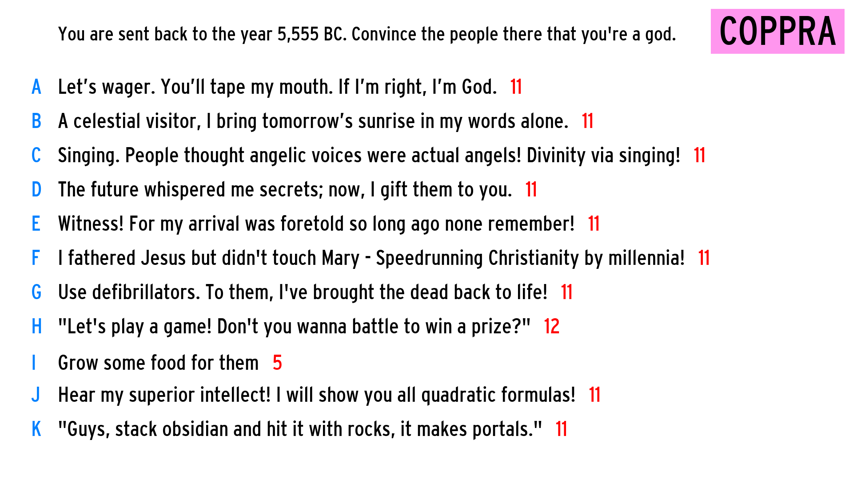 You are sent back to the year 5,555 BC. Convince the people there that you're a god.
COPPRA
A Let’s wager. You’ll tape my mouth. If I’m right, I’m God. 11
B A celestial visitor, I bring tomorrow’s sunrise in my words alone. 11
C Singing. People thought angelic voices were actual angels! Divinity via singing! 11
D The future whispered me secrets; now, I gift them to you. 11
E Witness! For my arrival was foretold so long ago none remember! 11
F I fathered Jesus but didn't touch Mary - Speedrunning Christianity by millennia! 11
G Use defibrillators. To them, I've brought the dead back to life! 11
H "Let's play a game! Don't you wanna battle to win a prize?" 12
I Grow some food for them 5
J Hear my superior intellect! I will show you all quadratic formulas! 11
K "Guys, stack obsidian and hit it with rocks, it makes portals." 11